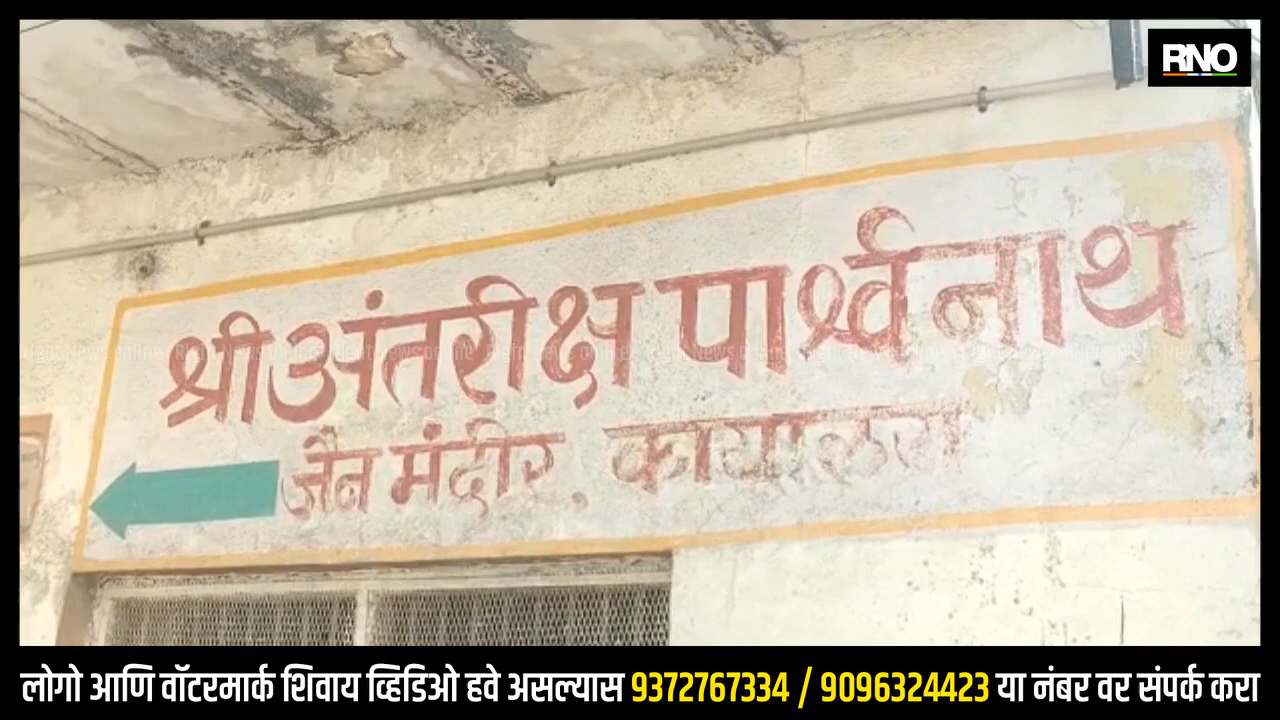 RNO
श्री अंतरीक्ष पार्श्वनाथ
जैन मंदीर, कार्यालय
लोगो आणि वॉटरमार्क शिवाय व्हिडिओ हवे असल्यास 9372767334 / 9096324423 या नंबर वर संपर्क करा